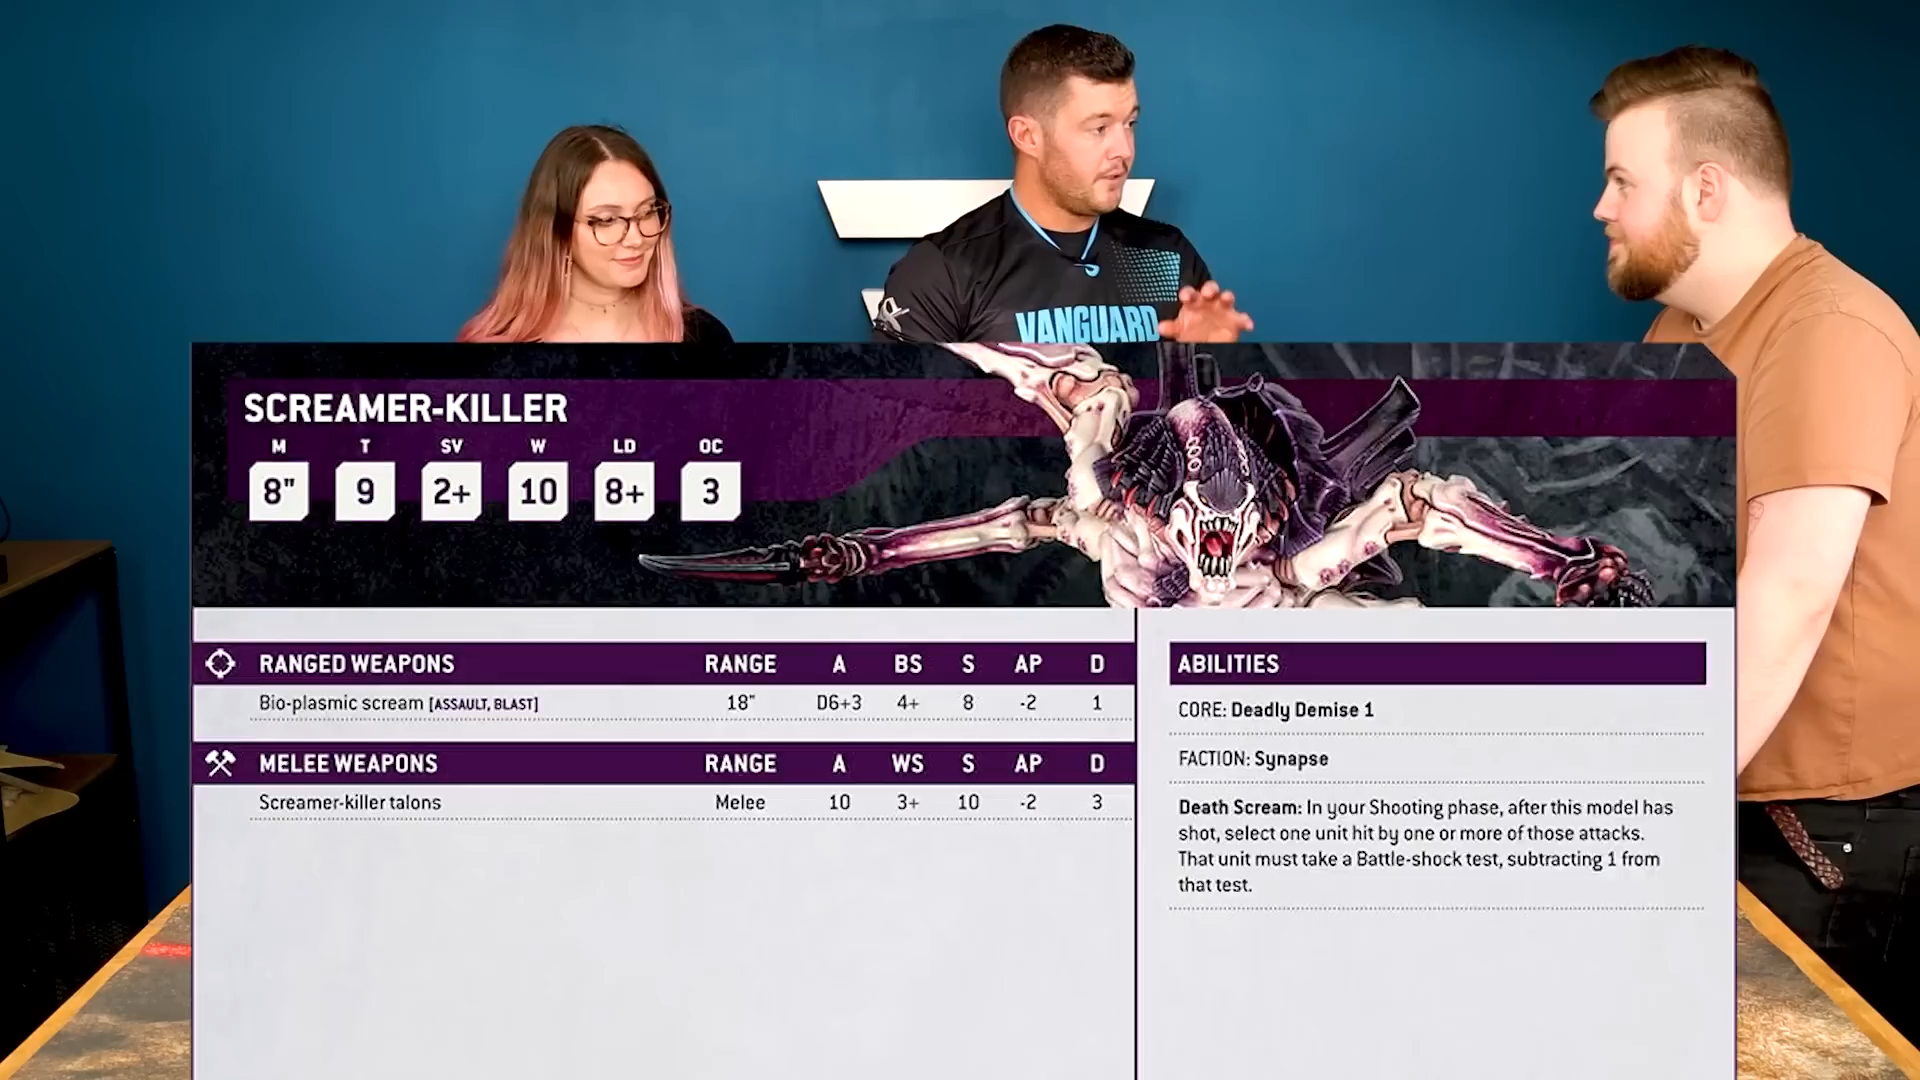 VANGUARD
SCREAMER-KILLER
M T SV W LD OC
8" 9 2+ 10 8+ 3
RANGED WEAPONS RANGE A BS S AP D
Bio-plasmic scream [ASSAULT, BLAST] 18" D6+3 4+ 8 -2 1
MELEE WEAPONS RANGE A WS S AP D
Screamer-killer talons Melee 10 3+ 10 -2 3
ABILITIES
CORE: Deadly Demise 1
FACTION: Synapse
Death Scream: In your Shooting phase, after this model has
shot, select one unit hit by one or more of those attacks.
That unit must take a Battle-shock test, subtracting 1 from
that test.